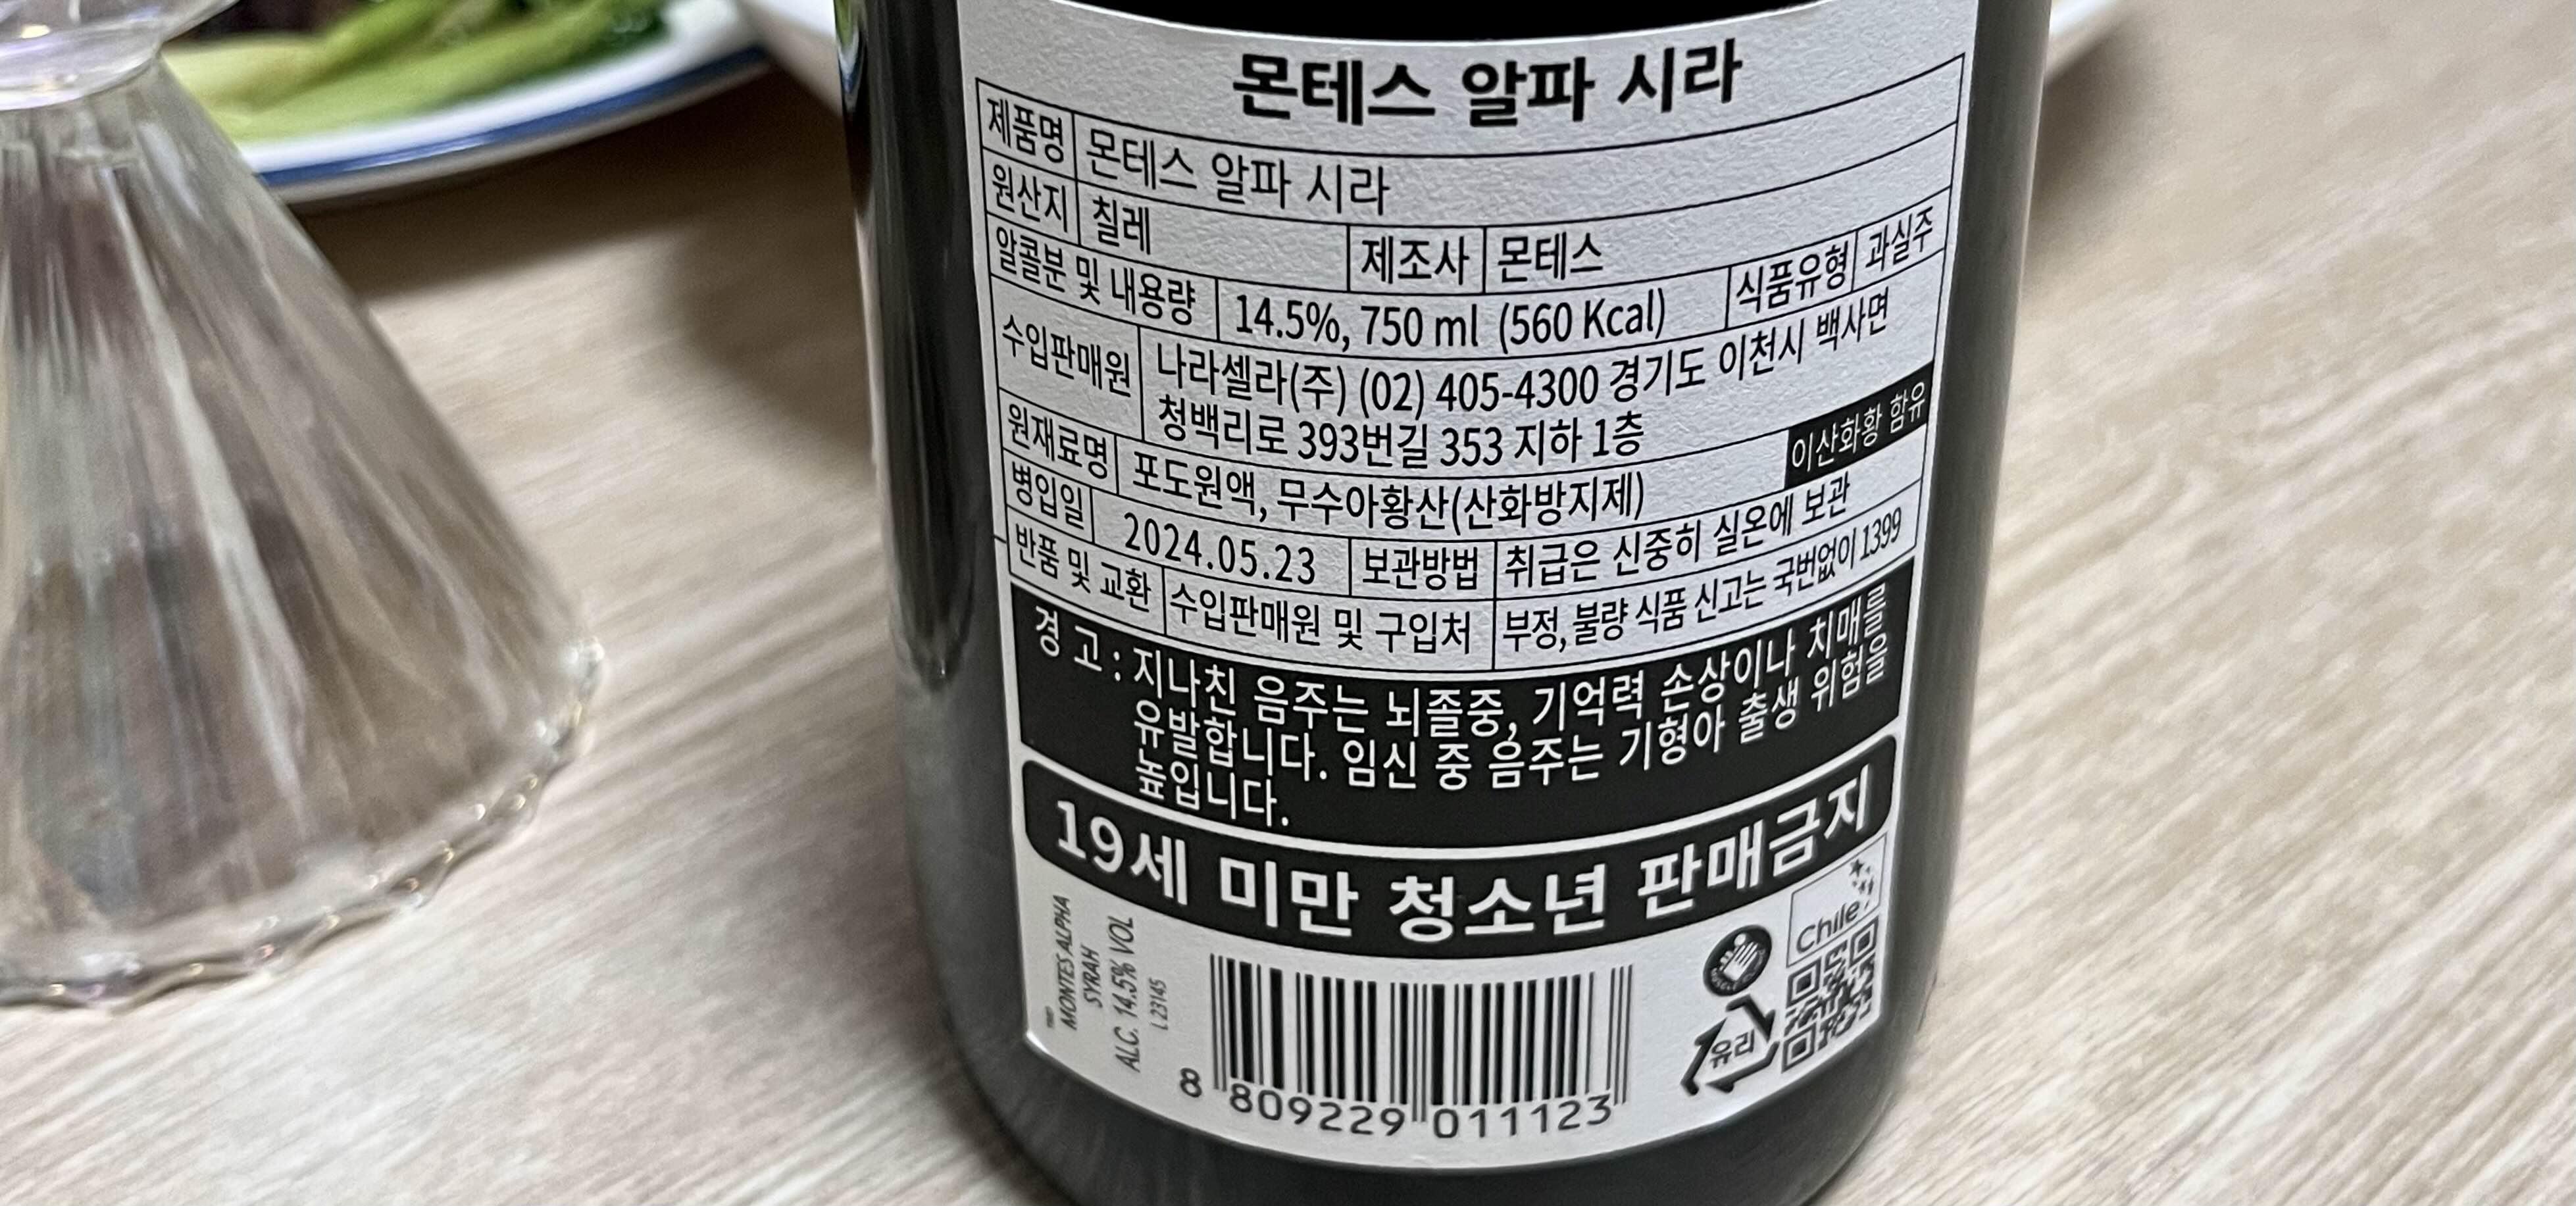 몬테스 알파 시라
제품명 몬테스 알파 시라
원산지 칠레 제조사 몬테스 식품유형 과실주
알콜분 및 내용량 14.5%, 750 ml (560 Kcal)
수입판매원 나라셀라(주) (02) 405-4300 경기도 이천시 백사면
청백리로 393번길 353 지하 1층
이산화황 함유
원재료명 포도원액, 무수아황산(산화방지제)
병입일 2024.05.23 보관방법 취급은 신중히 실온에 보관
반품 및 교환 수입판매원 및 구입처 부정, 불량 식품 신고는 국번없이 1399
경 고 : 지나친 음주는 뇌졸중, 기억력 손상이나 치매를
유발합니다. 임신 중 음주는 기형아 출생 위험을
높입니다.
19세 미만 청소년 판매금지
MONTES ALPHA
SYRAH
ALC. 14.5% VOL
L 23145
8 809229 011123
Chile
유리